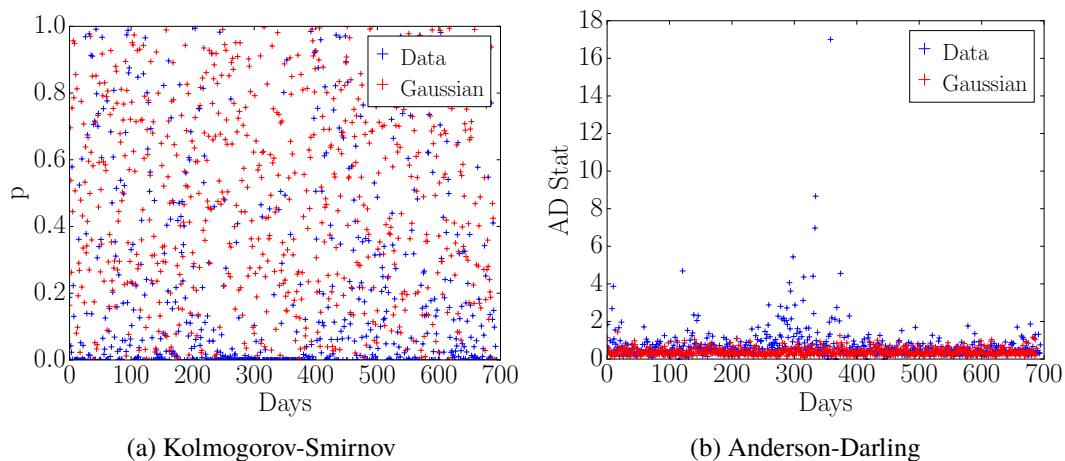 1.0
0.8
0.6
0.4
0.2
0.0
p
0 100 200 300 400 500 600 700
Days
Data
Gaussian
(a) Kolmogorov-Smirnov
18
16
14
12
10
8
6
4
2
0
AD Stat
0 100 200 300 400 500 600 700
Days
Data
Gaussian
(b) Anderson-Darling